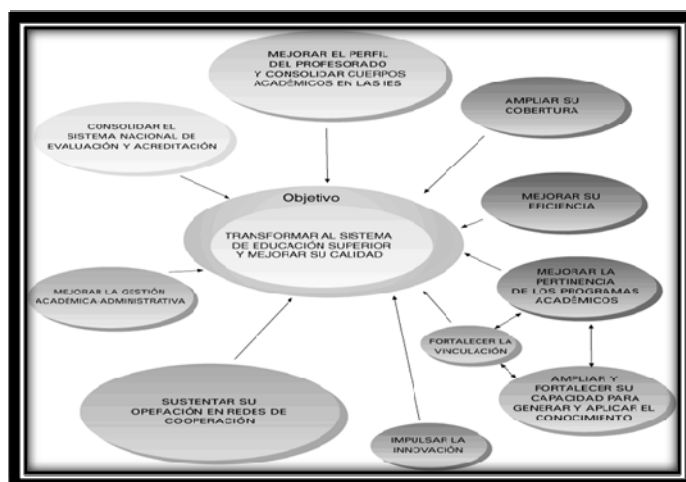 MEJORAR EL PERFIL
DEL PROFESORADO
Y CONSOLIDAR CUERPOS
ACADÉMICOS EN LAS IES
AMPLIAR SU
COBERTURA
CONSOLIDAR EL
SISTEMA NACIONAL DE
EVALUACIÓN Y ACREDITACIÓN
Objetivo
TRANSFORMAR AL SISTEMA
DE EDUCACIÓN SUPERIOR
Y MEJORAR SU CALIDAD
MEJORAR SU
EFICIENCIA
MEJORAR LA GESTIÓN
ACADÉMICA-ADMINISTRATIVA
MEJORAR LA
PERTINENCIA
DE LOS PROGRAMAS
ACADÉMICOS
FORTALECER LA
VINCULACIÓN
SUSTENTAR SU
OPERACIÓN EN REDES DE
COOPERACIÓN
AMPLIAR Y
FORTALECER SU
CAPACIDAD PARA
GENERAR Y APLICAR EL
CONOCIMIENTO
IMPULSAR LA
INNOVACIÓN